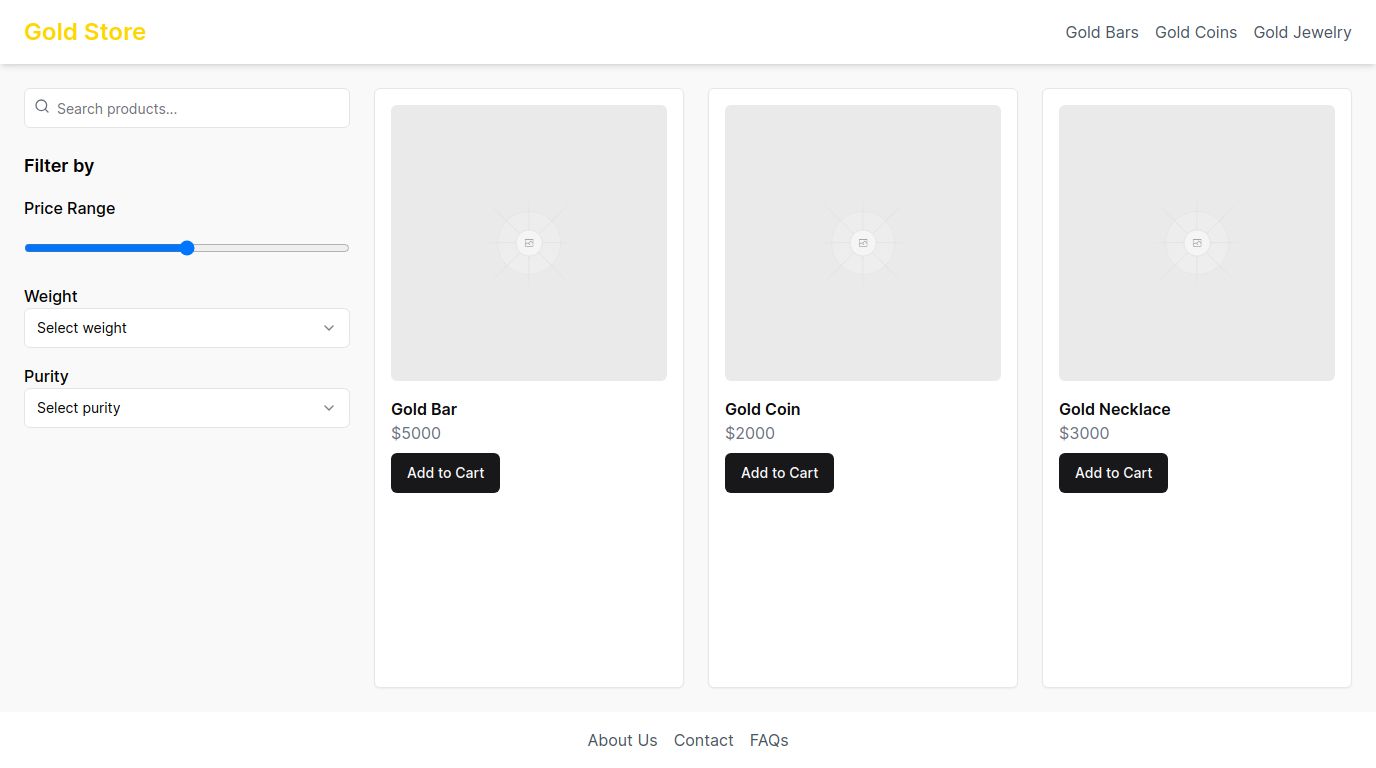 Gold Store
Gold Bars Gold Coins Gold Jewelry
Search products...
Filter by
Price Range
Weight
Select weight
Purity
Select purity
Gold Bar
$5000
Add to Cart
Gold Coin
$2000
Add to Cart
Gold Necklace
$3000
Add to Cart
About Us Contact FAQs